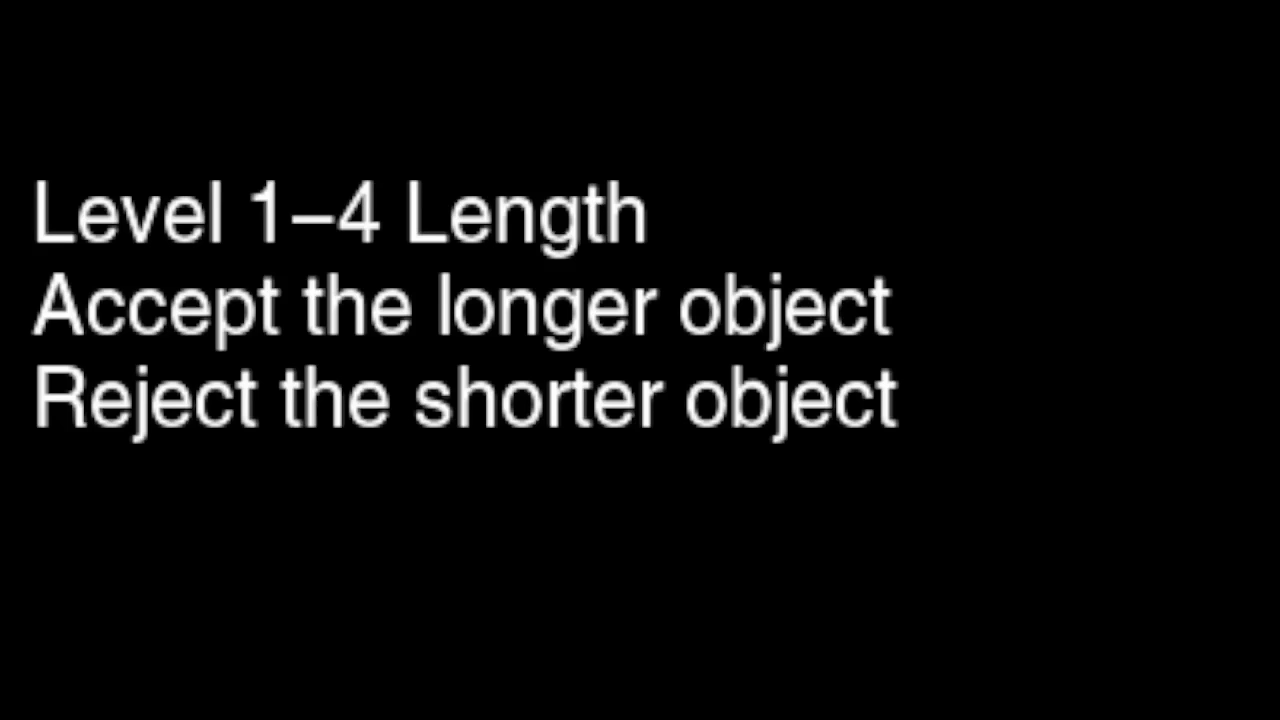 Level 1–4 Length
Accept the longer object
Reject the shorter object